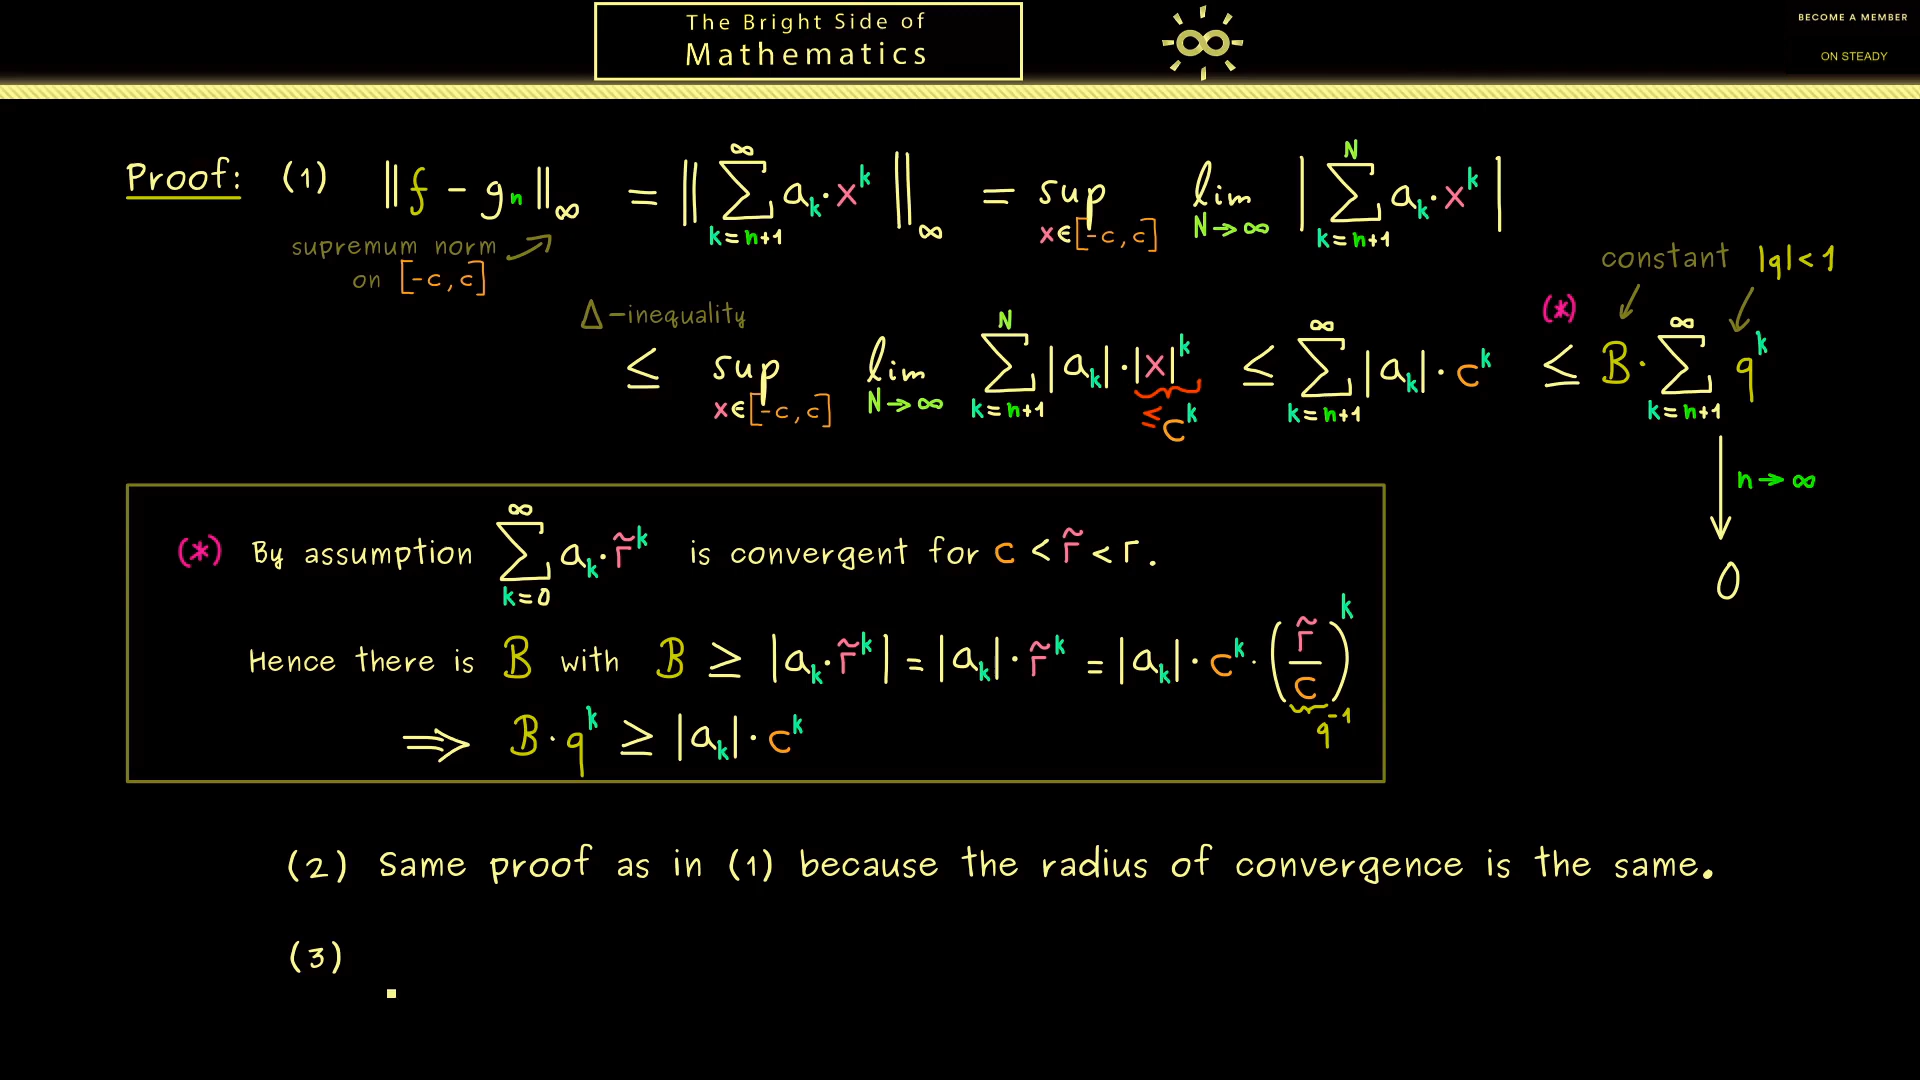 The Bright Side of
Mathematics
BECOME A MEMBER
ON STEADY
Proof: (1) ‖f − gₙ‖∞ = ‖ ∑_{k=n+1}^{∞} aₖ · xᵏ ‖∞ = sup_{x∈[-c,c]} lim_{N→∞} | ∑_{k=n+1}^{N} aₖ · xᵏ |
supremum norm
on [-c,c]
constant |q|<1
Δ-inequality
≤ sup_{x∈[-c,c]} lim_{N→∞} ∑_{k=n+1}^{N} |aₖ| · |x|ᵏ ≤ ∑_{k=n+1}^{∞} |aₖ| · cᵏ (*) ≤ B · ∑_{k=n+1}^{∞} qᵏ
≤ cᵏ
n→∞
0
(*) By assumption ∑_{k=0}^{∞} aₖ · r̃ᵏ is convergent for c < r̃ < r.
Hence there is B with B ≥ |aₖ · r̃ᵏ| = |aₖ| · r̃ᵏ = |aₖ| · cᵏ · (r̃/c)ᵏ
q⁻¹
⟹ B · qᵏ ≥ |aₖ| · cᵏ
(2) Same proof as in (1) because the radius of convergence is the same.
(3)